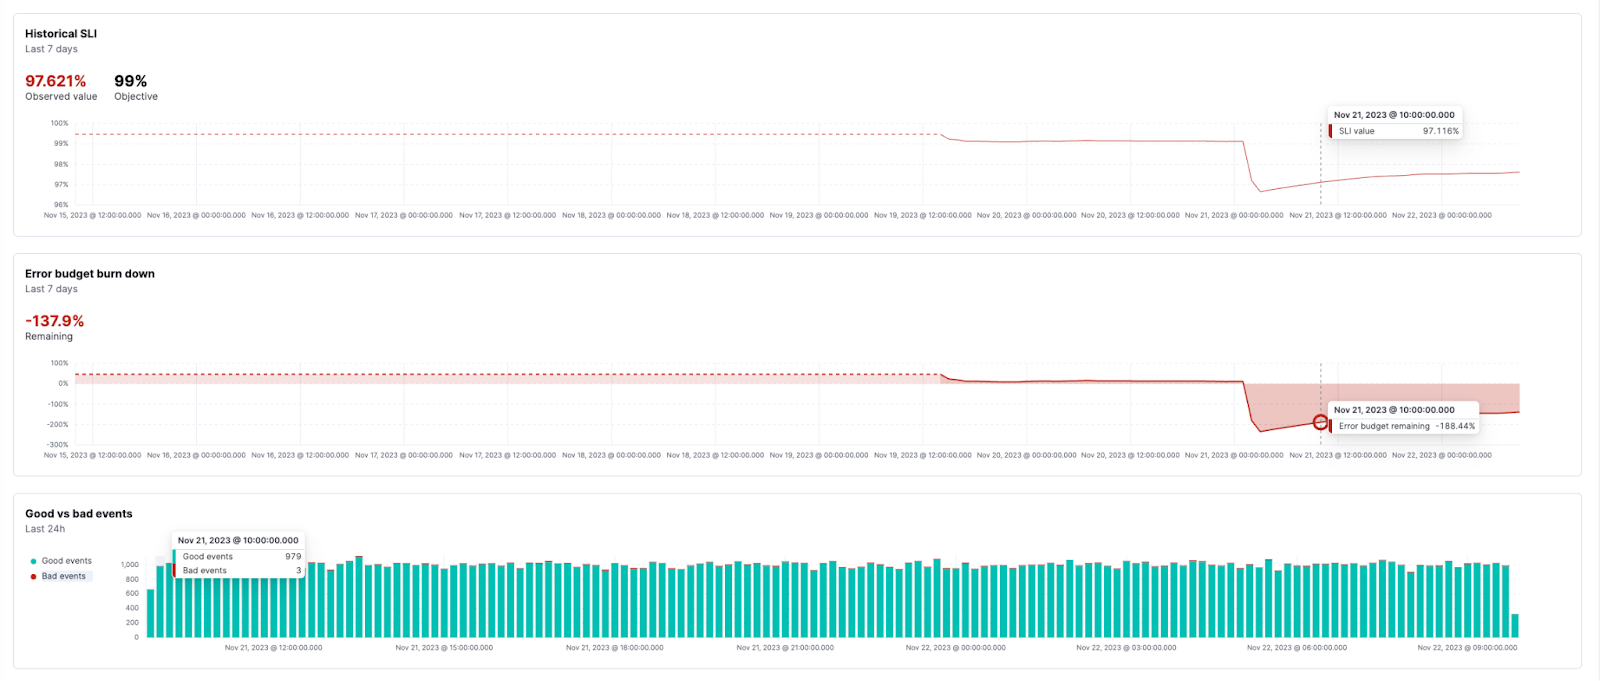 Historical SLI
Last 7 days
97.621% 99%
Observed value Objective
Nov 21, 2023 @ 10:00:00.000
SLI value 97.116%
100%
99%
98%
97%
96%
Nov 15, 2023 @ 12:00:00.000 Nov 16, 2023 @ 00:00:00.000 Nov 16, 2023 @ 12:00:00.000 Nov 17, 2023 @ 00:00:00.000 Nov 17, 2023 @ 12:00:00.000 Nov 18, 2023 @ 00:00:00.000 Nov 18, 2023 @ 12:00:00.000 Nov 19, 2023 @ 00:00:00.000 Nov 19, 2023 @ 12:00:00.000 Nov 20, 2023 @ 00:00:00.000 Nov 20, 2023 @ 12:00:00.000 Nov 21, 2023 @ 00:00:00.000 Nov 21, 2023 @ 12:00:00.000 Nov 22, 2023 @ 00:00:00.000
Error budget burn down
Last 7 days
-137.9%
Remaining
100%
0%
-100%
-200%
-300%
Nov 21, 2023 @ 10:00:00.000
Error budget remaining -188.44%
Nov 15, 2023 @ 12:00:00.000 Nov 16, 2023 @ 00:00:00.000 Nov 16, 2023 @ 12:00:00.000 Nov 17, 2023 @ 00:00:00.000 Nov 17, 2023 @ 12:00:00.000 Nov 18, 2023 @ 00:00:00.000 Nov 18, 2023 @ 12:00:00.000 Nov 19, 2023 @ 00:00:00.000 Nov 19, 2023 @ 12:00:00.000 Nov 20, 2023 @ 00:00:00.000 Nov 20, 2023 @ 12:00:00.000 Nov 21, 2023 @ 00:00:00.000 Nov 21, 2023 @ 12:00:00.000 Nov 22, 2023 @ 00:00:00.000
Good vs bad events
Last 24h
Good events
Bad events
Nov 21, 2023 @ 10:00:00.000
Good events 979
Bad events 3
1,000
800
600
400
200
0
Nov 21, 2023 @ 12:00:00.000 Nov 21, 2023 @ 15:00:00.000 Nov 21, 2023 @ 18:00:00.000 Nov 21, 2023 @ 21:00:00.000 Nov 22, 2023 @ 00:00:00.000 Nov 22, 2023 @ 03:00:00.000 Nov 22, 2023 @ 06:00:00.000 Nov 22, 2023 @ 09:00:00.000